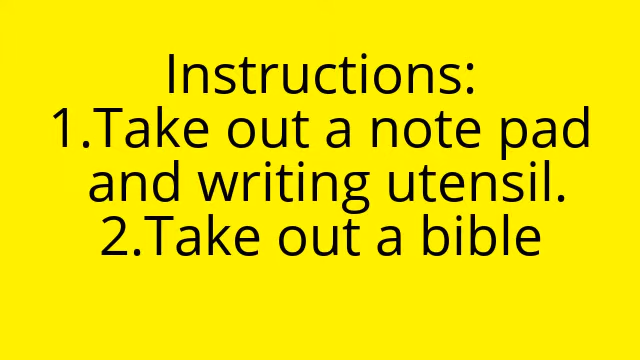 Instructions:
1.Take out a note pad
and writing utensil.
2.Take out a bible